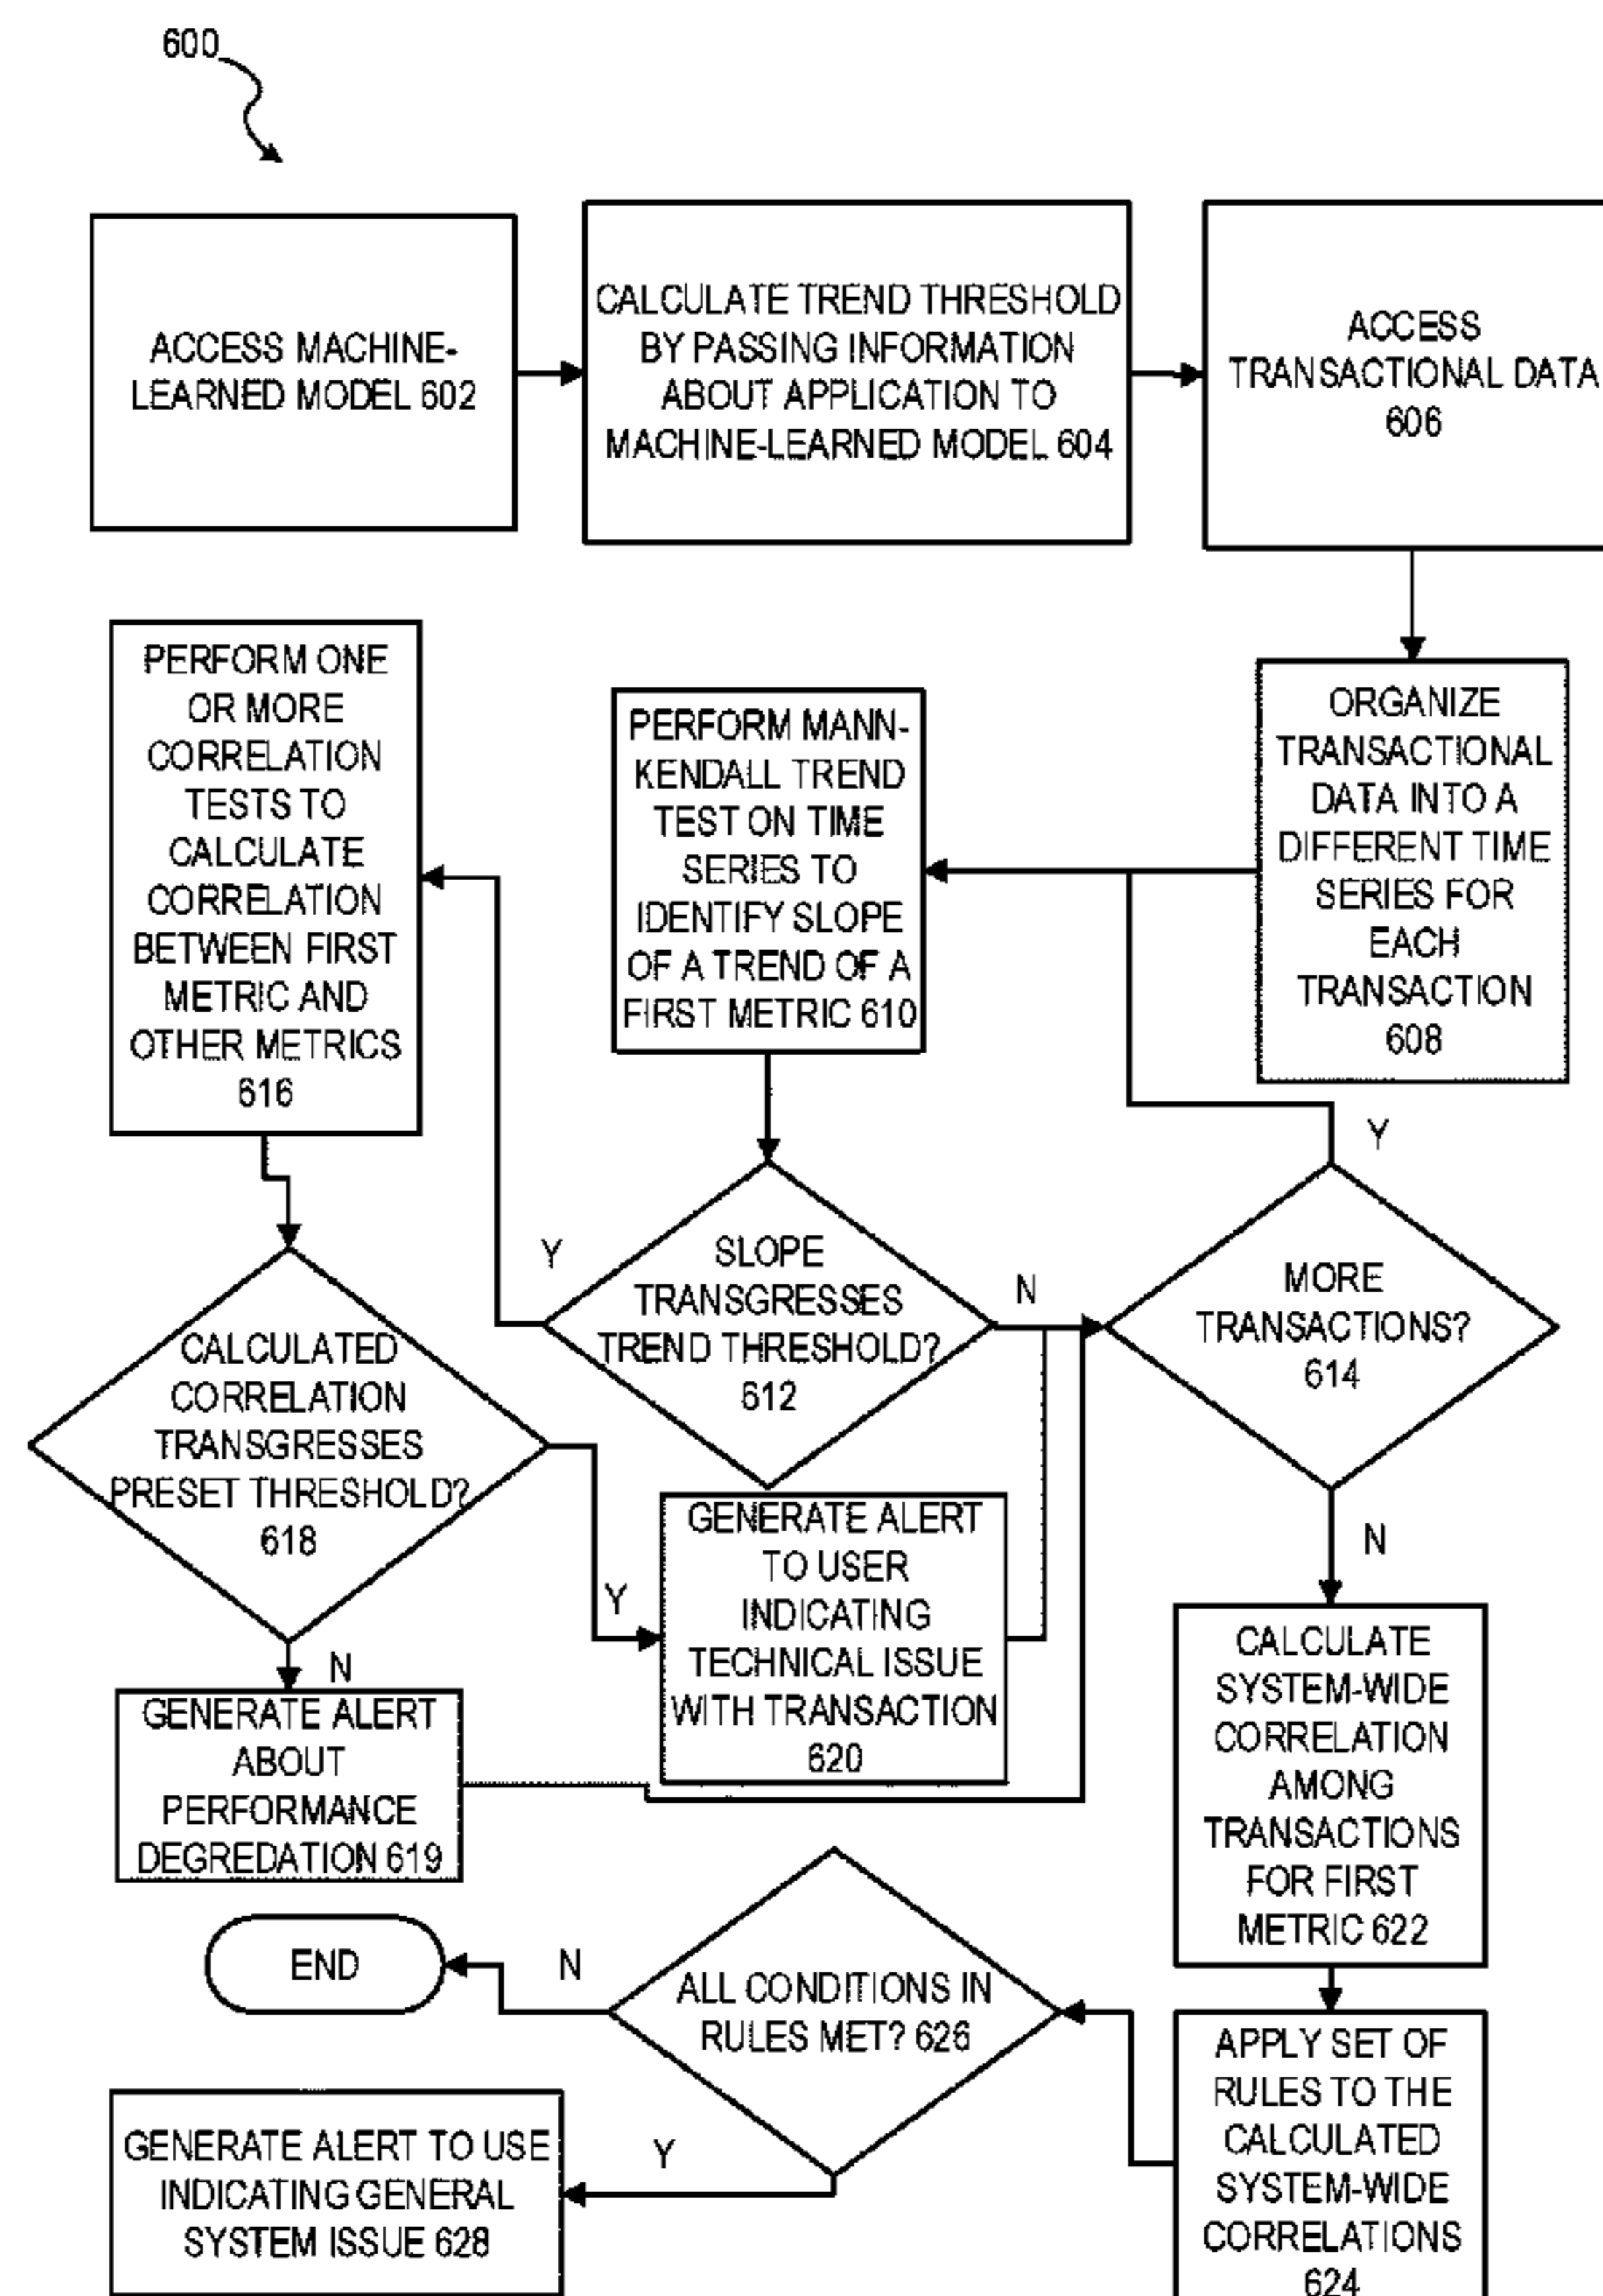 600
ACCESS MACHINE-
LEARNED MODEL 602
CALCULATE TREND THRESHOLD
BY PASSING INFORMATION
ABOUT APPLICATION TO
MACHINE-LEARNED MODEL 604
ACCESS
TRANSACTIONAL DATA
606
ORGANIZE
TRANSACTIONAL
DATA INTO A
DIFFERENT TIME
SERIES FOR
EACH
TRANSACTION
608
PERFORM MANN-
KENDALL TREND
TEST ON TIME
SERIES TO
IDENTIFY SLOPE
OF A TREND OF A
FIRST METRIC 610
PERFORM ONE
OR MORE
CORRELATION
TESTS TO
CALCULATE
CORRELATION
BETWEEN FIRST
METRIC AND
OTHER METRICS
616
Y
SLOPE
TRANSGRESSES
TREND THRESHOLD?
612
N
MORE
TRANSACTIONS?
614
Y
N
CALCULATED
CORRELATION
TRANSGRESSES
PRESET THRESHOLD?
618
Y
N
GENERATE ALERT
TO USER
INDICATING
TECHNICAL ISSUE
WITH TRANSACTION
620
GENERATE ALERT
ABOUT
PERFORMANCE
DEGREDATION 619
CALCULATE
SYSTEM-WIDE
CORRELATION
AMONG
TRANSACTIONS
FOR FIRST
METRIC 622
APPLY SET OF
RULES TO THE
CALCULATED
SYSTEM-WIDE
CORRELATIONS
624
ALL CONDITIONS IN
RULES MET? 626
N
END
Y
GENERATE ALERT TO USE
INDICATING GENERAL
SYSTEM ISSUE 628